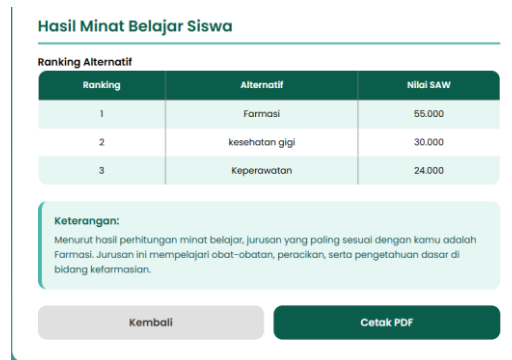 Hasil Minat Belajar Siswa
Ranking Alternatif
Ranking Alternatif Nilai SAW
1 Farmasi 55.000
2 kesehatan gigi 30.000
3 Keperawatan 24.000
Keterangan:
Menurut hasil perhitungan minat belajar, jurusan yang paling sesuai dengan kamu adalah
Farmasi. Jurusan ini mempelajari obat-obatan, peracikan, serta pengetahuan dasar di
bidang kefarmasian.
Kembali Cetak PDF